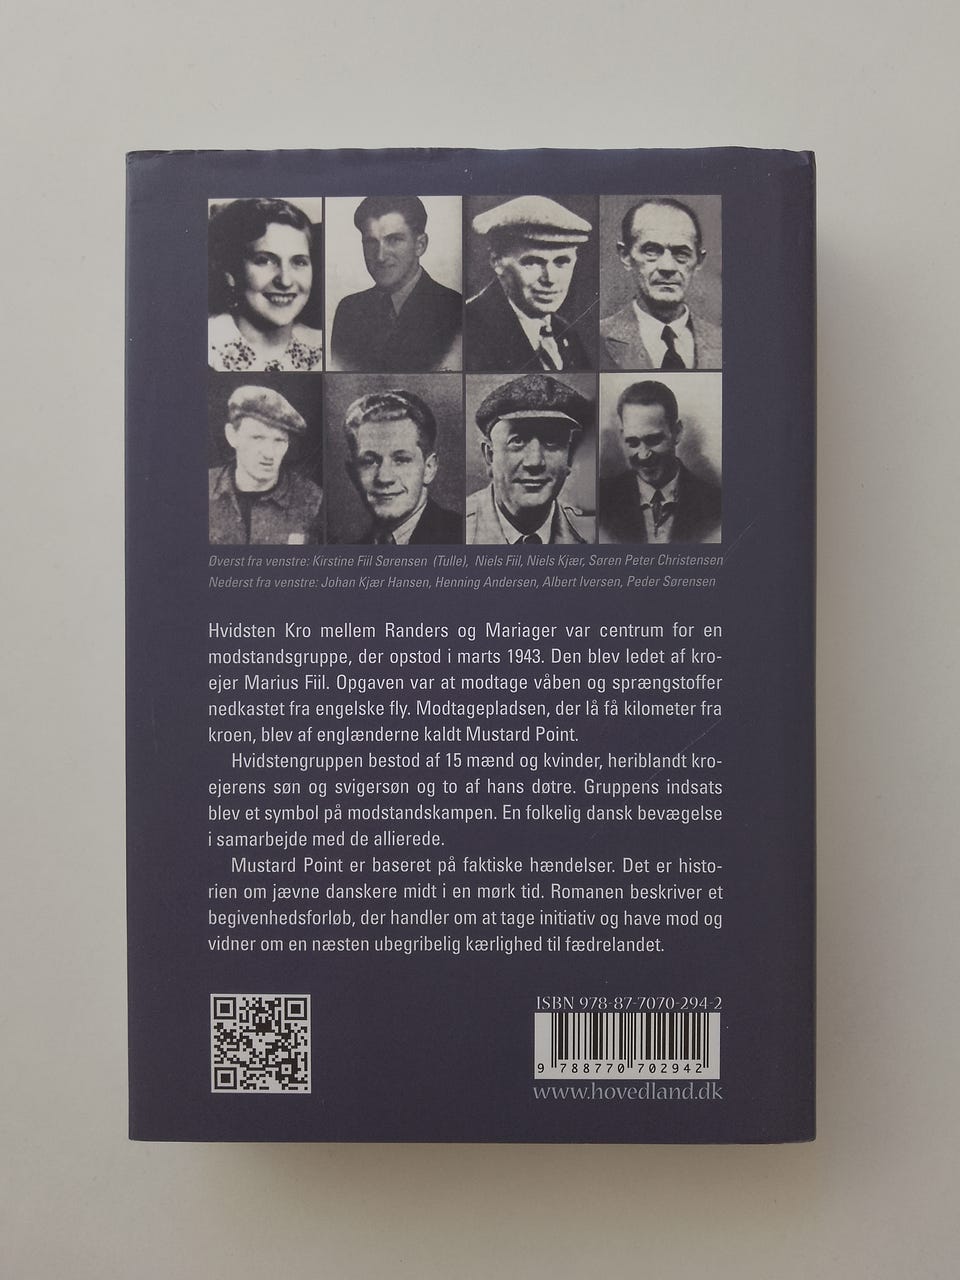 Øverst fra venstre: Kirstine Fiil Sørensen (Tulle), Niels Fiil, Niels Kjær, Søren Peter Christensen
Nederst fra venstre: Johan Kjær Hansen, Henning Andersen, Albert Iversen, Peder Sørensen
Hvidsten Kro mellem Randers og Mariager var centrum for en
modstandsgruppe, der opstod i marts 1943. Den blev ledet af kro-
ejer Marius Fiil. Opgaven var at modtage våben og sprængstoffer
nedkastet fra engelske fly. Modtagepladsen, der lå få kilometer fra
kroen, blev af englænderne kaldt Mustard Point.
Hvidstengruppen bestod af 15 mænd og kvinder, heriblandt kro-
ejerens søn og svigersøn og to af hans døtre. Gruppens indsats
blev et symbol på modstandskampen. En folkelig dansk bevægelse
i samarbejde med de allierede.
Mustard Point er baseret på faktiske hændelser. Det er histo-
rien om jævne danskere midt i en mørk tid. Romanen beskriver et
begivenhedsforløb, der handler om at tage initiativ og have mod og
vidner om en næsten ubegribelig kærlighed til fædrelandet.
ISBN 978-87-7070-294-2
9 788770 702942
www.hovedland.dk